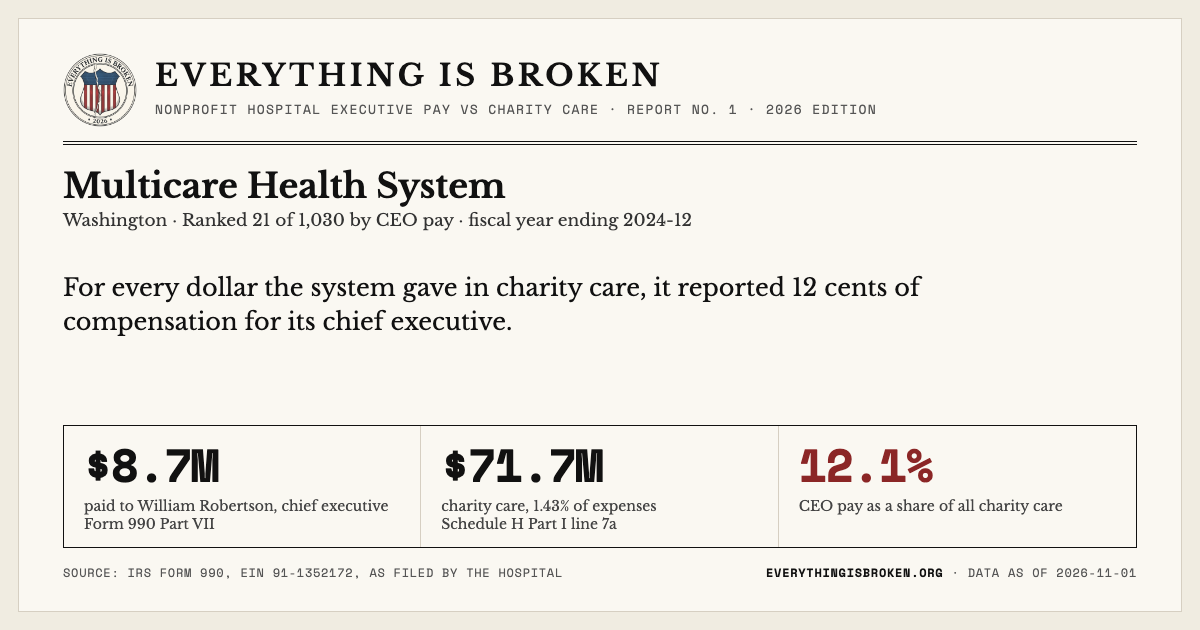 EVERYTHING IS BROKEN
· 2026 ·
EVERYTHING IS BROKEN
NONPROFIT HOSPITAL EXECUTIVE PAY VS CHARITY CARE · REPORT NO. 1 · 2026 EDITION
Multicare Health System
Washington · Ranked 21 of 1,030 by CEO pay · fiscal year ending 2024-12
For every dollar the system gave in charity care, it reported 12 cents of
compensation for its chief executive.
$8.7M
paid to William Robertson, chief executive
Form 990 Part VII
$71.7M
charity care, 1.43% of expenses
Schedule H Part I line 7a
12.1%
CEO pay as a share of all charity care
SOURCE: IRS FORM 990, EIN 91-1352172, AS FILED BY THE HOSPITAL
EVERYTHINGISBROKEN.ORG · DATA AS OF 2026-11-01